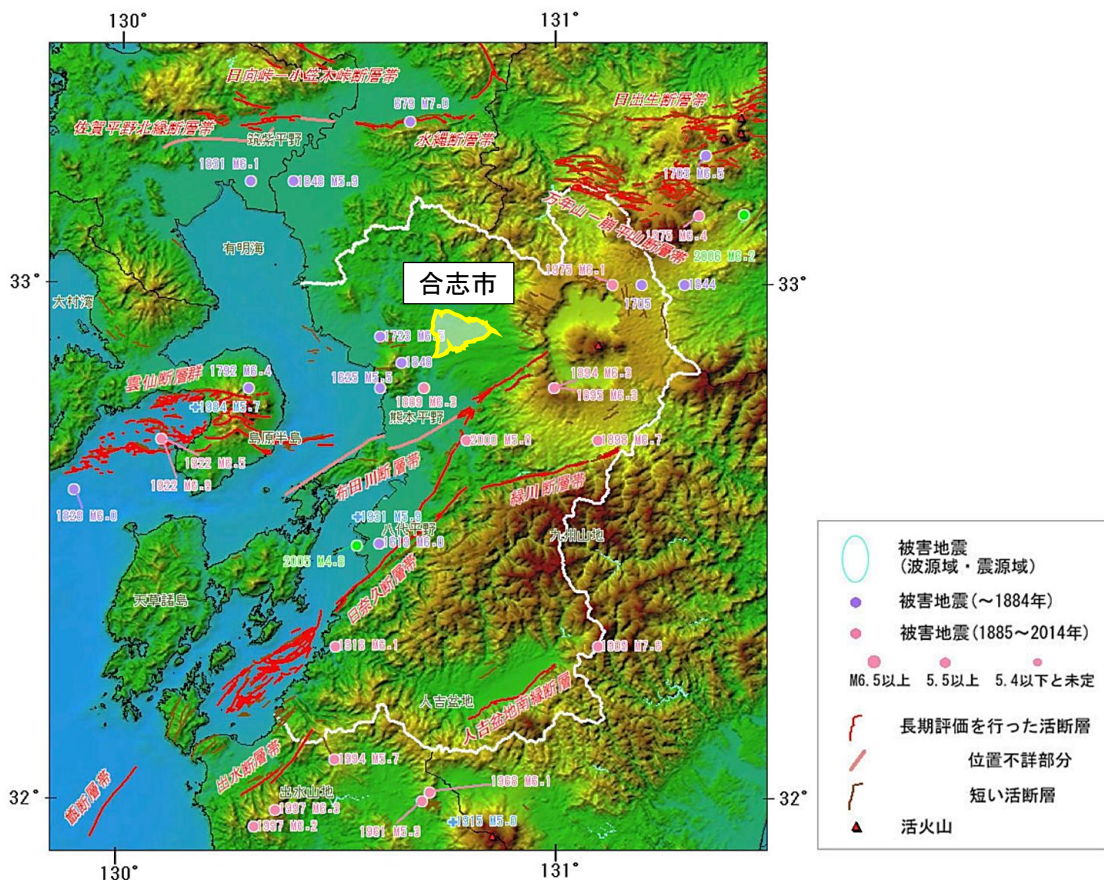 130°
131°
日向峠－小笠木峠断層帯
日出生断層帯
679 M7.0
佐賀平野北縁断層帯
筑紫平野
水縄断層帯
1831 M6.1
1848 M5.9
1703 M6.5
万年山－崩平山断層帯
1975 M6.4
有明海
2006 M6.2
1975 M6.1
33°
33°
合志市
大村湾
1705
1844
1723 M6.5
1848
1894 M6.3
1792 M6.4
1625 M5.5
雲仙断層群
1889 M6.3
1895 M6.3
1984 M5.7
熊本平野
島原半島
2000 M5.0
1898 M6.7
1922 M6.5
布田川断層帯
緑川断層帯
1922 M6.9
1828 M6.0
1931 M5.9
八代平野
九州山地
1619 M6.0
2005 M4.8
日奈久断層帯
天草諸島
1916 M6.1
人吉盆地
人吉盆地南縁断層
出水断層帯
1994 M5.7
甑断層帯
出水山地
1968 M6.1
32°
32°
1997 M6.2
1961 M5.9
1915 M5.0
130°
131°
被害地震
(波源域・震源域)
被害地震(～1884年)
被害地震(1885～2014年)
M6.5以上
5.5以上
5.4以下と未定
長期評価を行った活断層
位置不詳部分
短い活断層
活火山